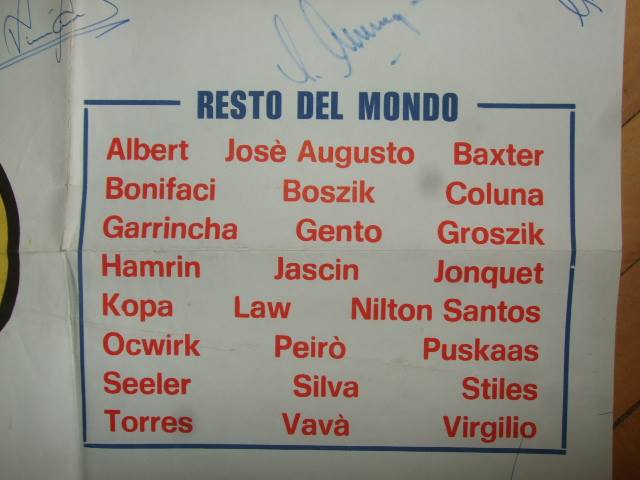 RESTO DEL MONDO
Albert Josè Augusto Baxter
Bonifaci Boszik Coluna
Garrincha Gento Groszik
Hamrin Jascin Jonquet
Kopa Law Nilton Santos
Ocwirk Peirò Puskaas
Seeler Silva Stiles
Torres Vavà Virgilio